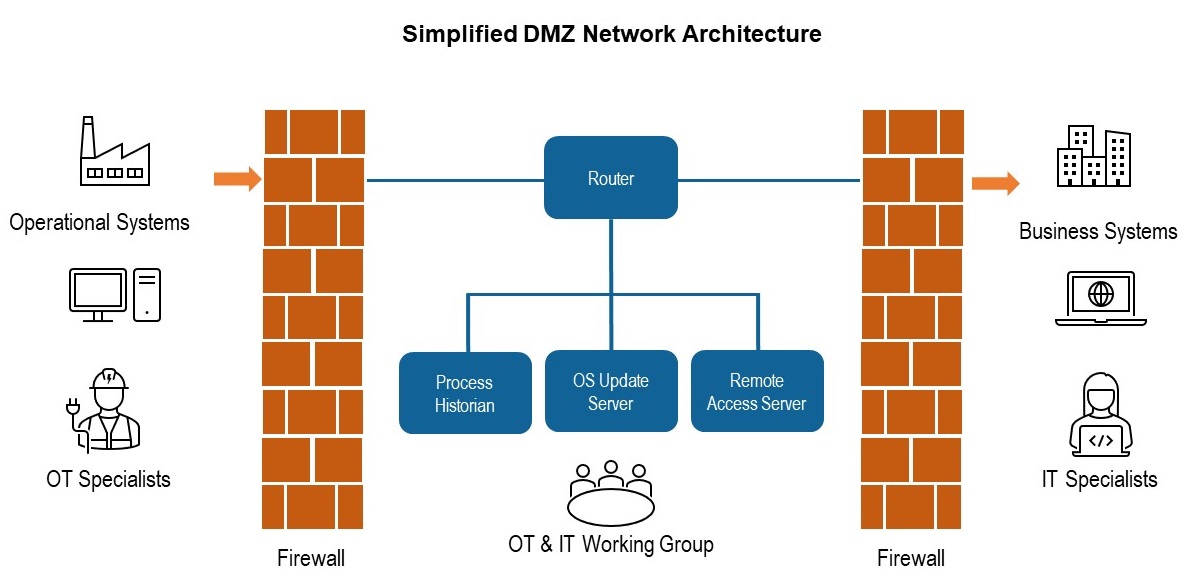 Simplified DMZ Network Architecture
Router
Operational Systems
Business Systems
Process
Historian
OS Update
Server
Remote
Access Server
OT Specialists
IT Specialists
OT & IT Working Group
Firewall
Firewall